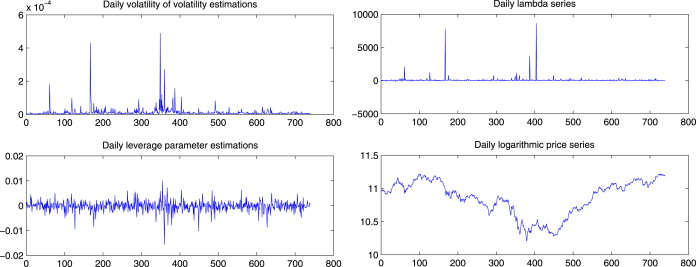 Daily volatility of volatility estimations
6 × 10⁻⁴
4
2
0
0 100 200 300 400 500 600 700 800
Daily lambda series
10000
5000
0
−5000
0 100 200 300 400 500 600 700 800
Daily leverage parameter estimations
0.02
0.01
0
−0.01
−0.02
0 100 200 300 400 500 600 700 800
Daily logarithmic price series
11.5
11
10.5
10
0 100 200 300 400 500 600 700 800